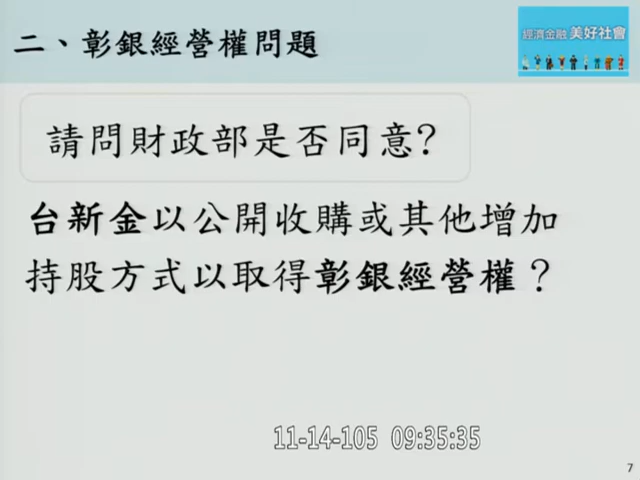 二、彰銀經營權問題
經濟金融 美好社會
請問財政部是否同意?
台新金以公開收購或其他增加
持股方式以取得彰銀經營權？
11-14-105 09:35:35
7